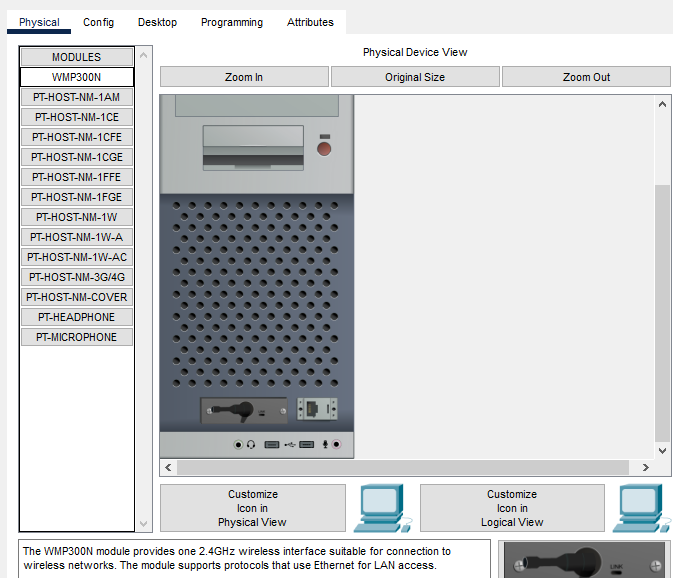 Physical Config Desktop Programming Attributes
MODULES
WMP300N
PT-HOST-NM-1AM
PT-HOST-NM-1CE
PT-HOST-NM-1CFE
PT-HOST-NM-1CGE
PT-HOST-NM-1FFE
PT-HOST-NM-1FGE
PT-HOST-NM-1W
PT-HOST-NM-1W-A
PT-HOST-NM-1W-AC
PT-HOST-NM-3G/4G
PT-HOST-NM-COVER
PT-HEADPHONE
PT-MICROPHONE
Physical Device View
Zoom In Original Size Zoom Out
Customize
Icon in
Physical View
Customize
Icon in
Logical View
The WMP300N module provides one 2.4GHz wireless interface suitable for connection to
wireless networks. The module supports protocols that use Ethernet for LAN access.
LINK